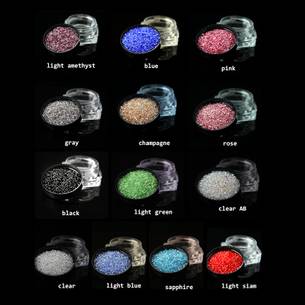 light amethyst
blue
pink
gray
champagne
rose
black
light green
clear AB
clear
light blue
sapphire
light siam